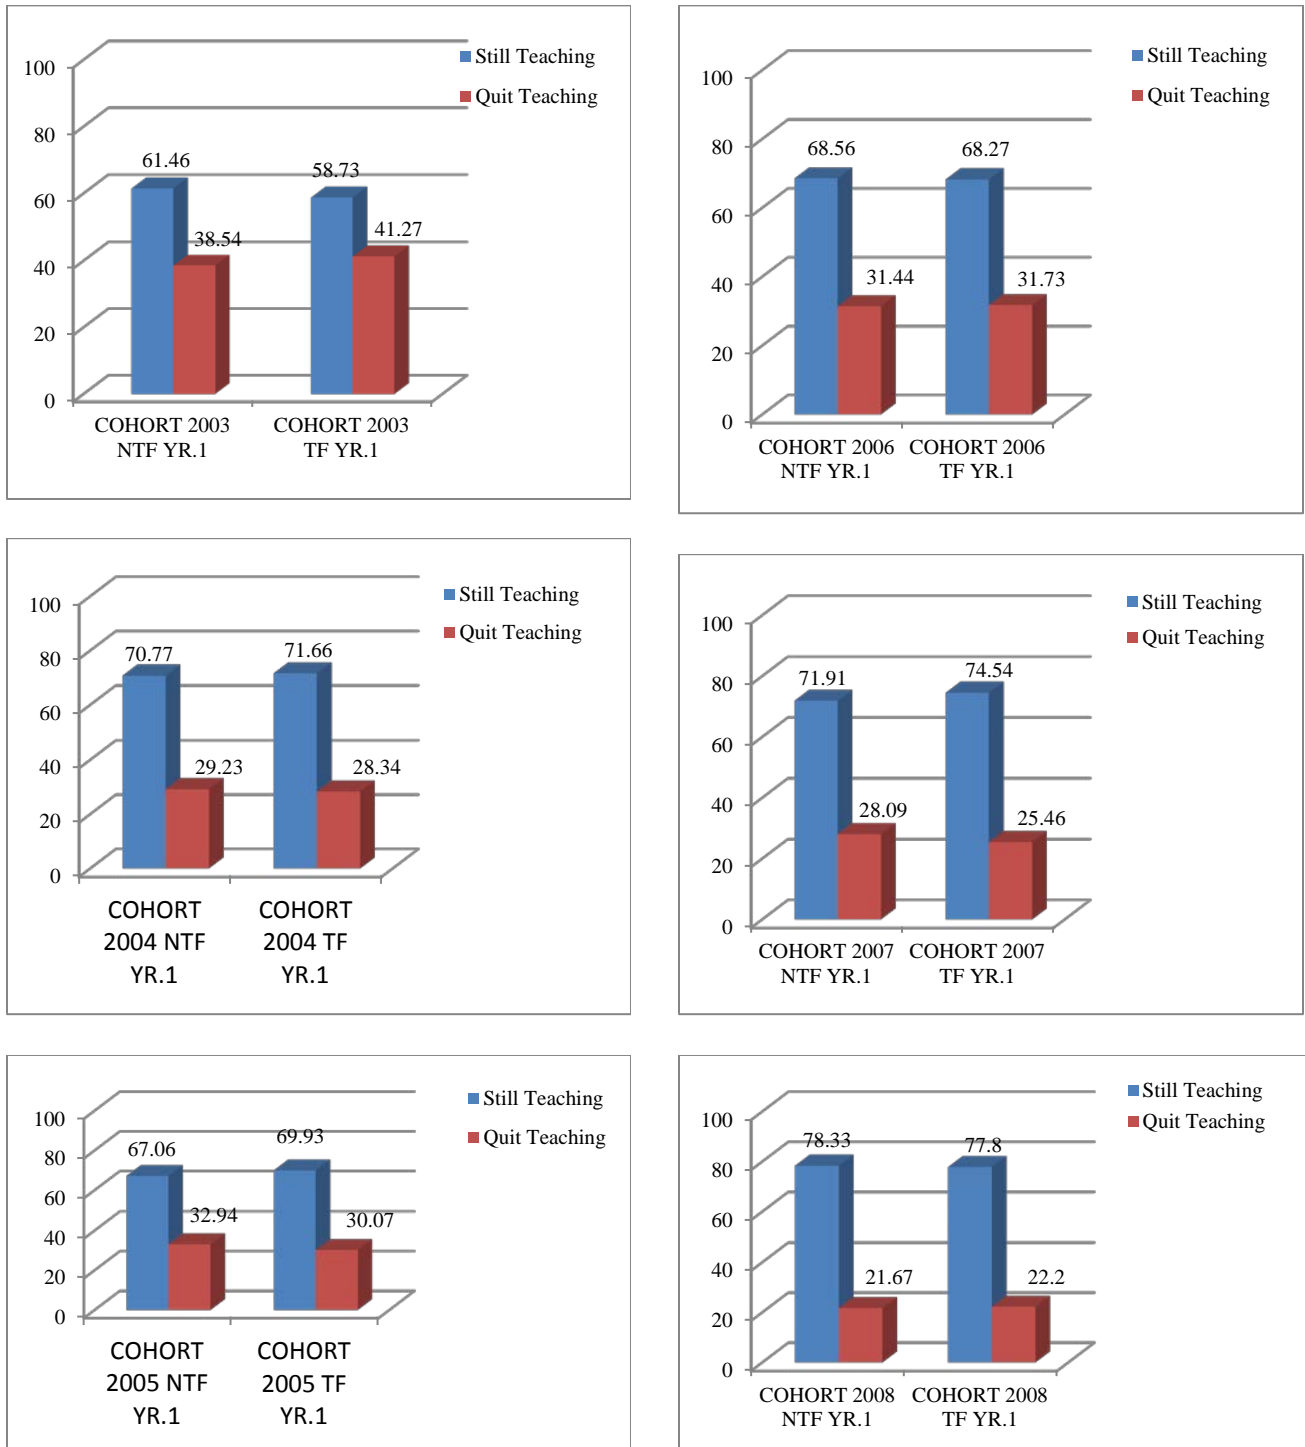 Still Teaching
Quit Teaching
100
80
60
40
20
0
61.46
38.54
58.73
41.27
COHORT 2003
NTF YR.1
COHORT 2003
TF YR.1
Still Teaching
Quit Teaching
100
80
60
40
20
0
68.56
31.44
68.27
31.73
COHORT 2006
NTF YR.1
COHORT 2006
TF YR.1
Still Teaching
Quit Teaching
100
80
60
40
20
0
70.77
29.23
71.66
28.34
COHORT
2004 NTF
YR.1
COHORT
2004 TF
YR.1
Still Teaching
Quit Teaching
100
80
60
40
20
0
71.91
28.09
74.54
25.46
COHORT 2007
NTF YR.1
COHORT 2007
TF YR.1
Still Teaching
Quit Teaching
100
80
60
40
20
0
67.06
32.94
69.93
30.07
COHORT
2005 NTF
YR.1
COHORT
2005 TF
YR.1
Still Teaching
Quit Teaching
100
80
60
40
20
0
78.33
21.67
77.8
22.2
COHORT 2008
NTF YR.1
COHORT 2008
TF YR.1